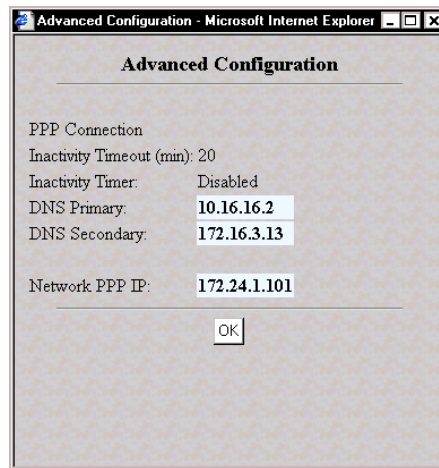 Advanced Configuration - Microsoft Internet Explorer
Advanced Configuration
PPP Connection
Inactivity Timeout (min): 20
Inactivity Timer: Disabled
DNS Primary: 10.16.16.2
DNS Secondary: 172.16.3.13
Network PPP IP: 172.24.1.101
OK